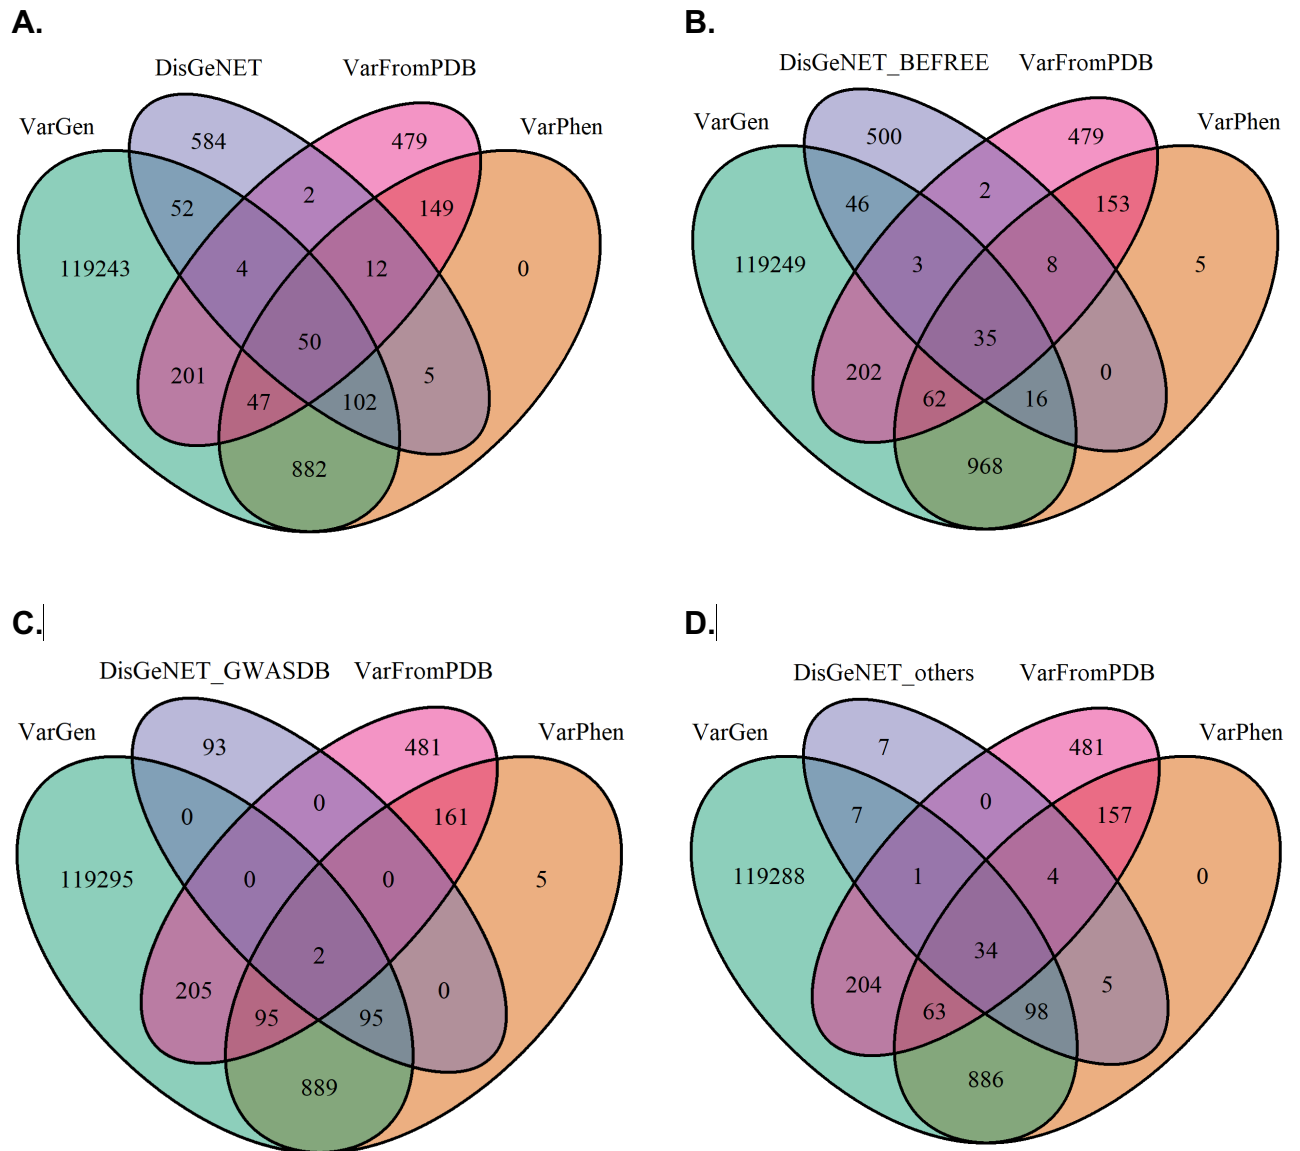 A.
DisGeNET VarFromPDB
VarGen VarPhen
584 479
52 2 149
119243 4 12 0
50
201 47 102 5
882
B.
DisGeNET_BEFREE VarFromPDB
VarGen VarPhen
500 479
46 2 153
119249 3 8 5
35
202 62 16 0
968
C.
DisGeNET_GWASDB VarFromPDB
VarGen VarPhen
93 481
0 0 161
119295 0 0 5
2
205 95 95 0
889
D.
DisGeNET_others VarFromPDB
VarGen VarPhen
7 481
7 0 157
119288 1 4 0
34
204 63 98 5
886